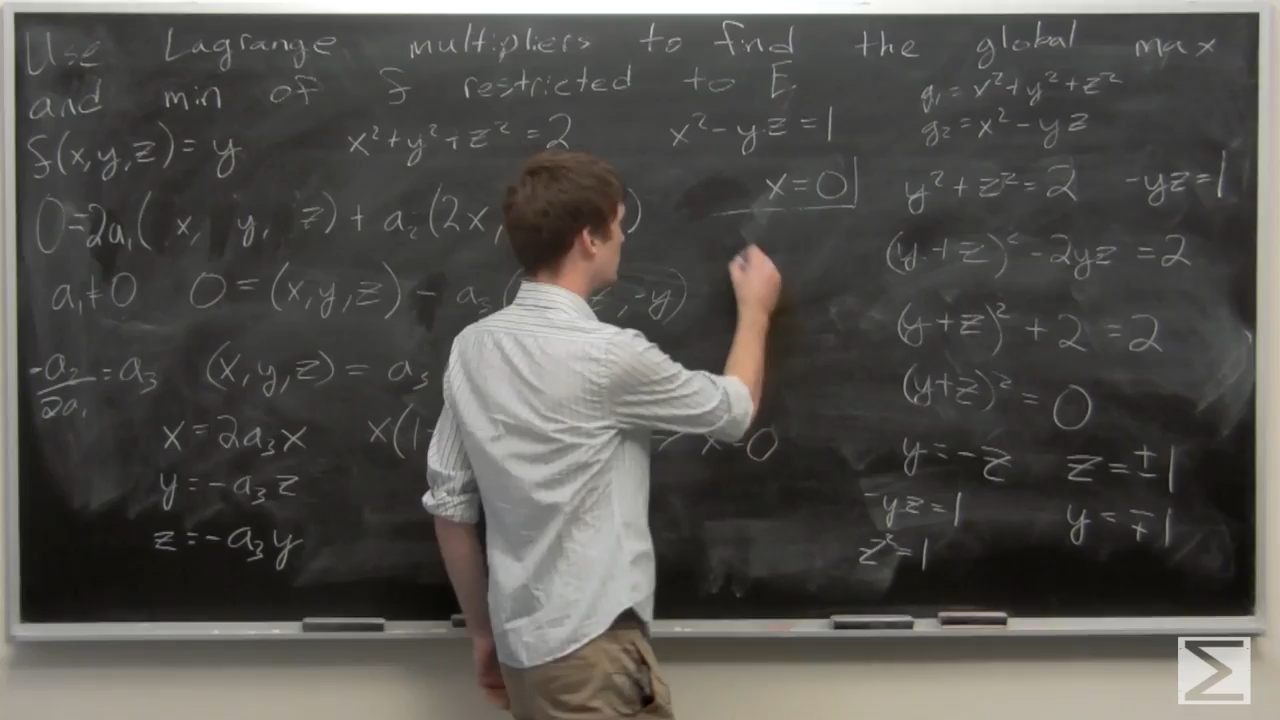 Use Lagrange multipliers to find the global max
and min of f restricted to E.
g₁ = x²+y²+z²
g₂ = x² - yz
f(x,y,z) = y x²+y²+z² = 2 x²-yz = 1
x=0
y²+z² = 2 -yz=1
0=2a₁( x, y, z) + a₂(2x, )
(y+z)² - 2yz = 2
a₁≠0 0 = (x,y,z) - a₃( , -y)
(y+z)² + 2 = 2
-a₂/2a₁ = a₃ (x,y,z) = a₃
(y+z)² = 0
x = 2a₃x x(1- => x=0
y=-z z=±1
y=-a₃z
-yz=1 y=∓1
z=-a₃y
z²=1
Σ